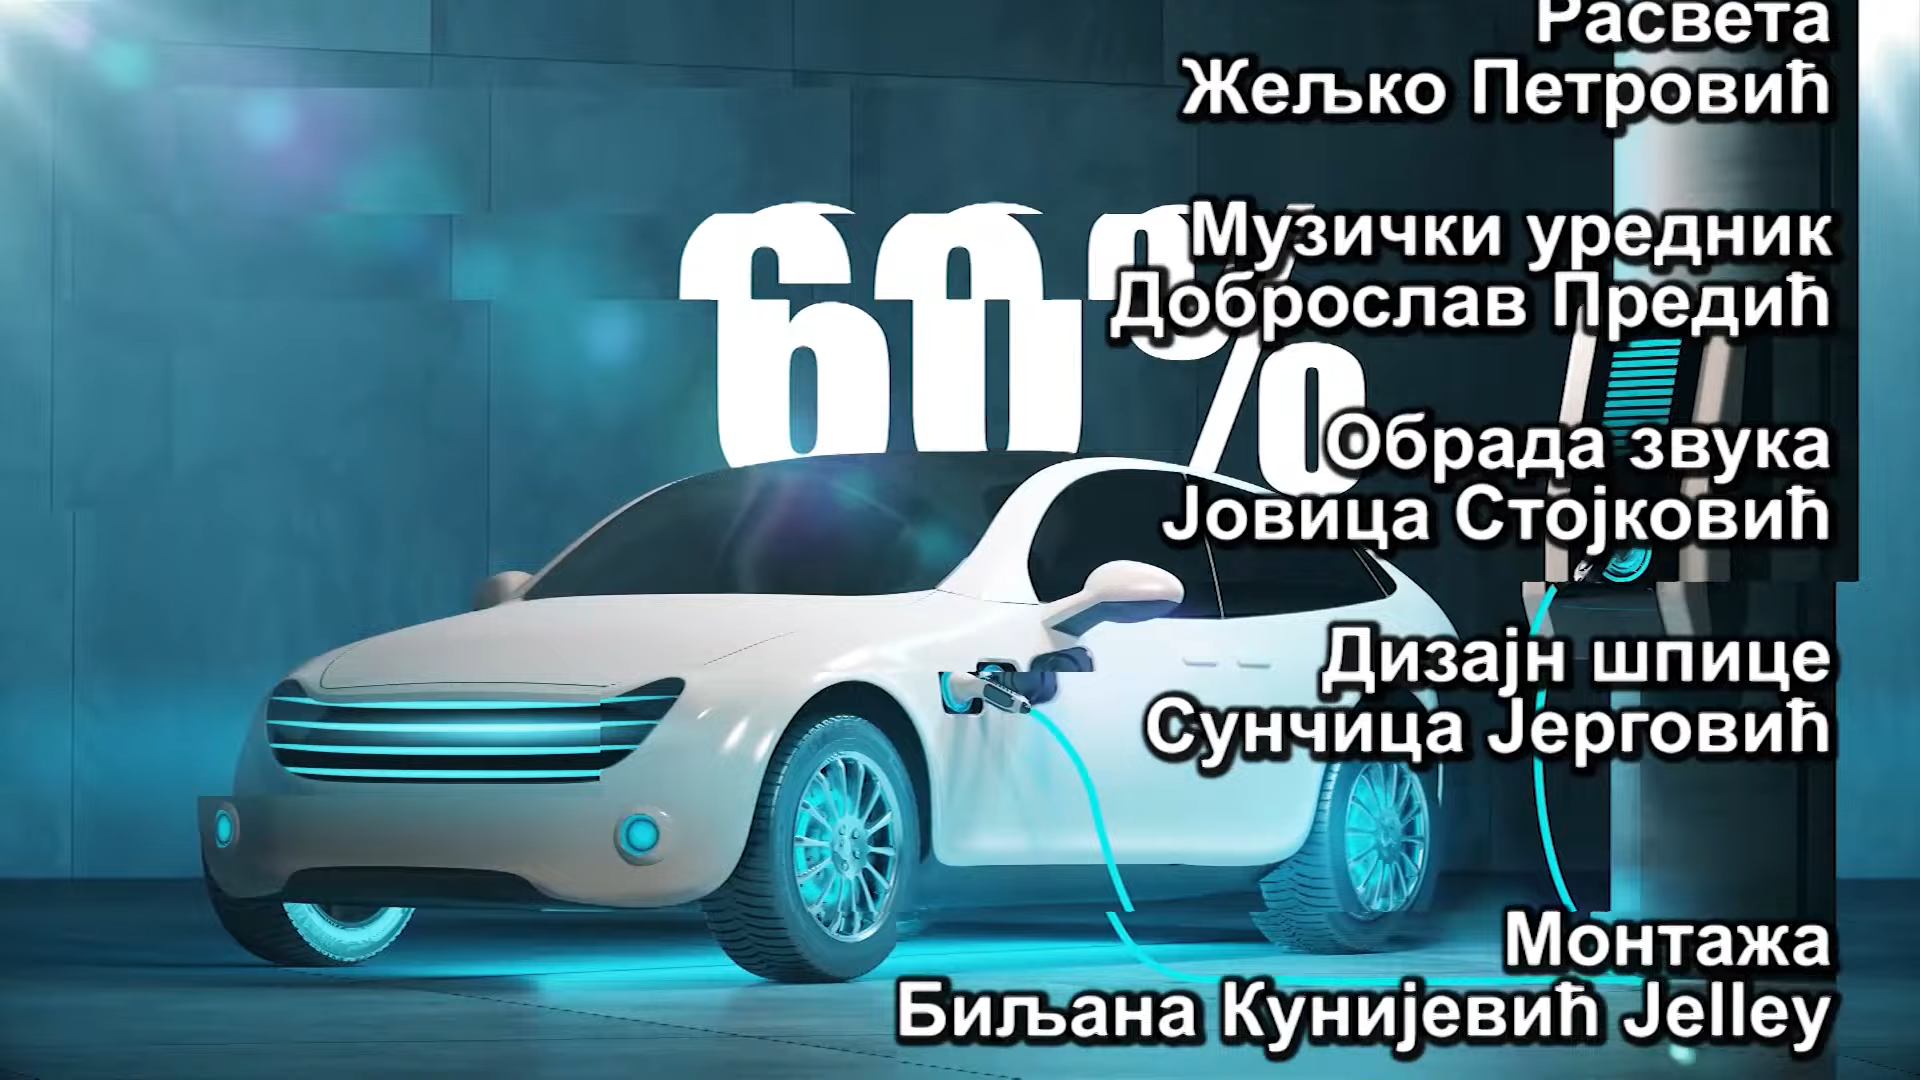 Расвета
Жељко Петровић
60%
Музички уредник
Доброслав Предић
Обрада звука
Јовица Стојковић
Дизајн шпице
Сунчица Јерговић
Монтажа
Биљана Кунијевић Jelley